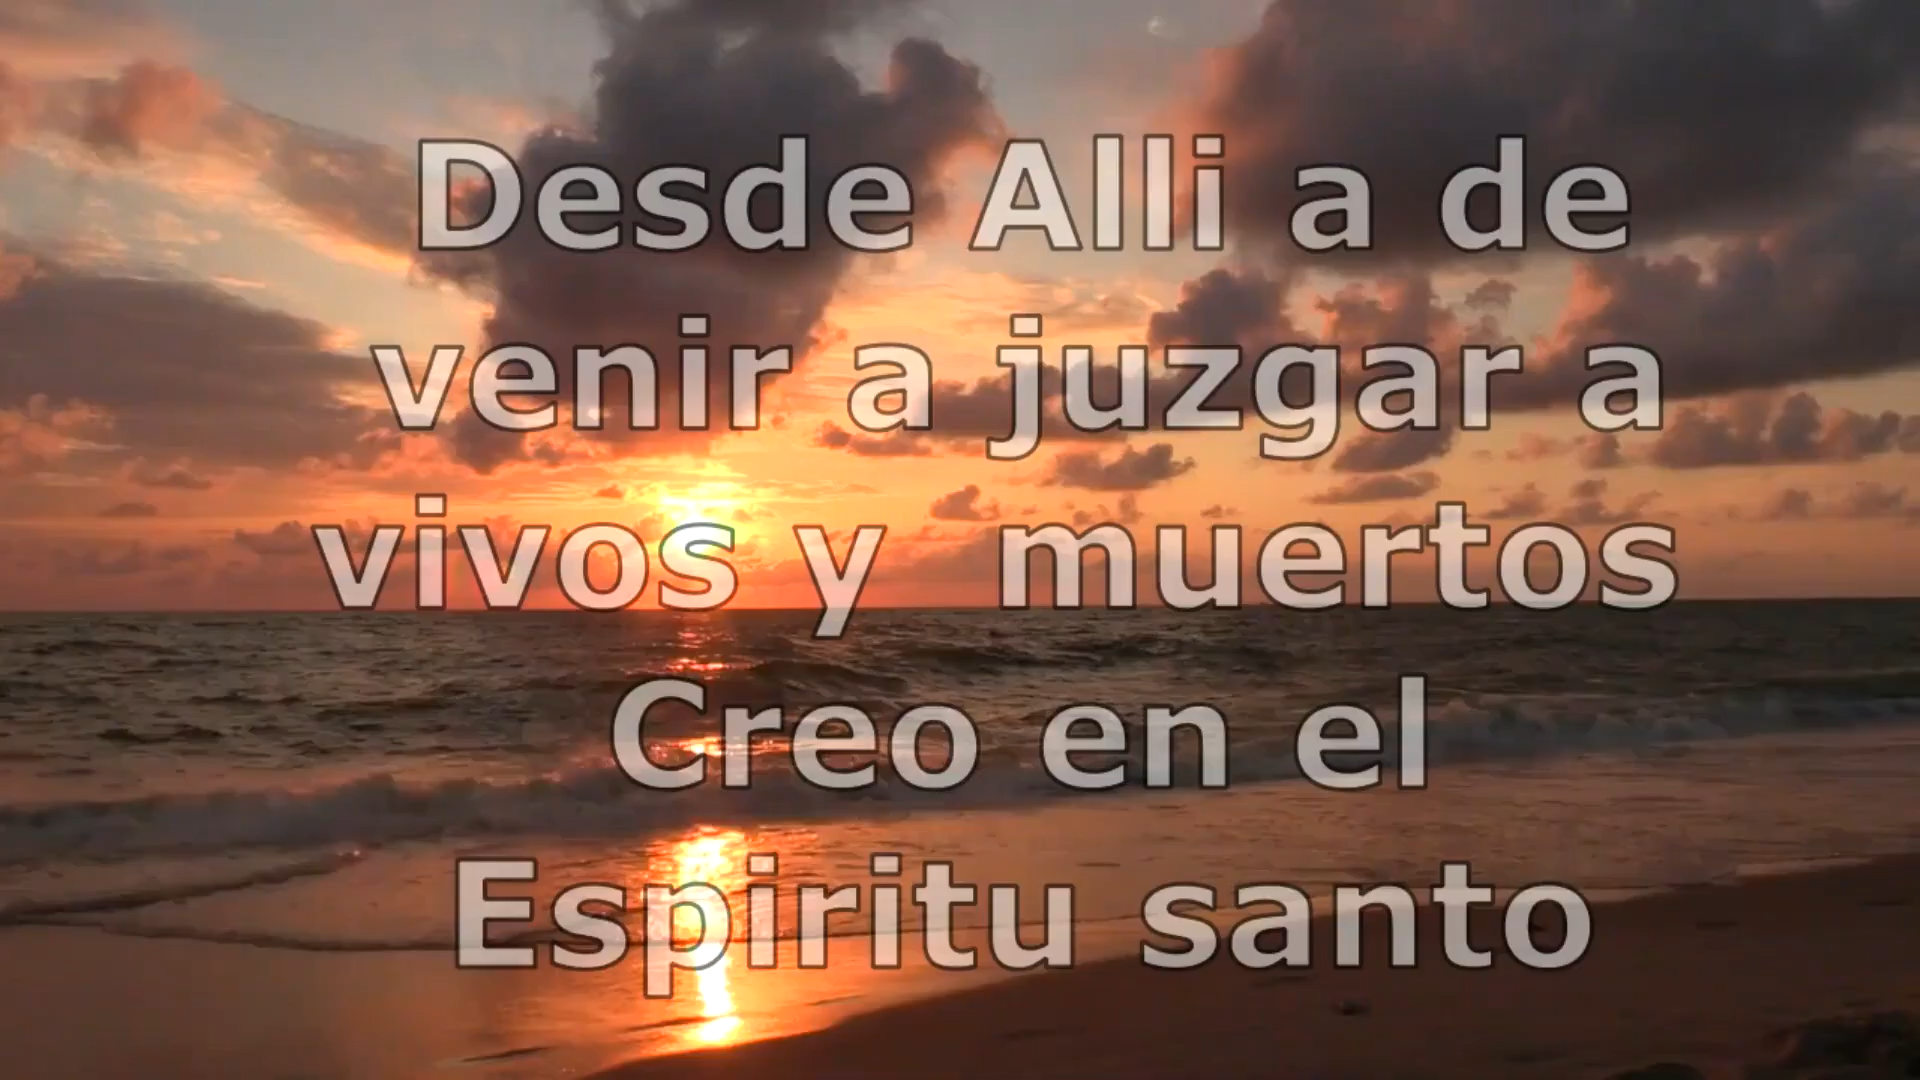 Desde Alli a de
venir a juzgar a
vivos y muertos
Creo en el
Espiritu santo